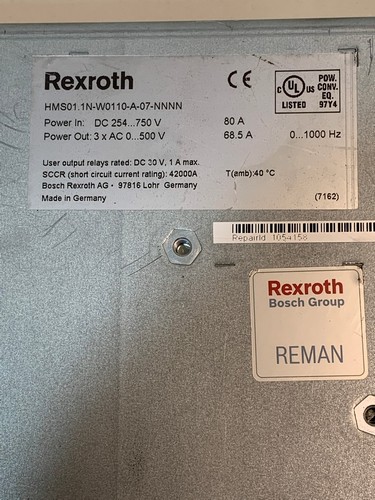 Rexroth
HMS01.1N-W0110-A-07-NNNN
Power In: DC 254...750 V 80 A
Power Out: 3 x AC 0...500 V 68.5 A 0...1000 Hz
CE
C UL US
LISTED
POW.
CONV.
EQ.
97Y4
User output relays rated: DC 30 V, 1 A max.
SCCR (short circuit current rating): 42000A T(amb):40 °C
Bosch Rexroth AG • 97816 Lohr Germany
Made in Germany (7162)
RepairId 1054158
Rexroth
Bosch Group
REMAN